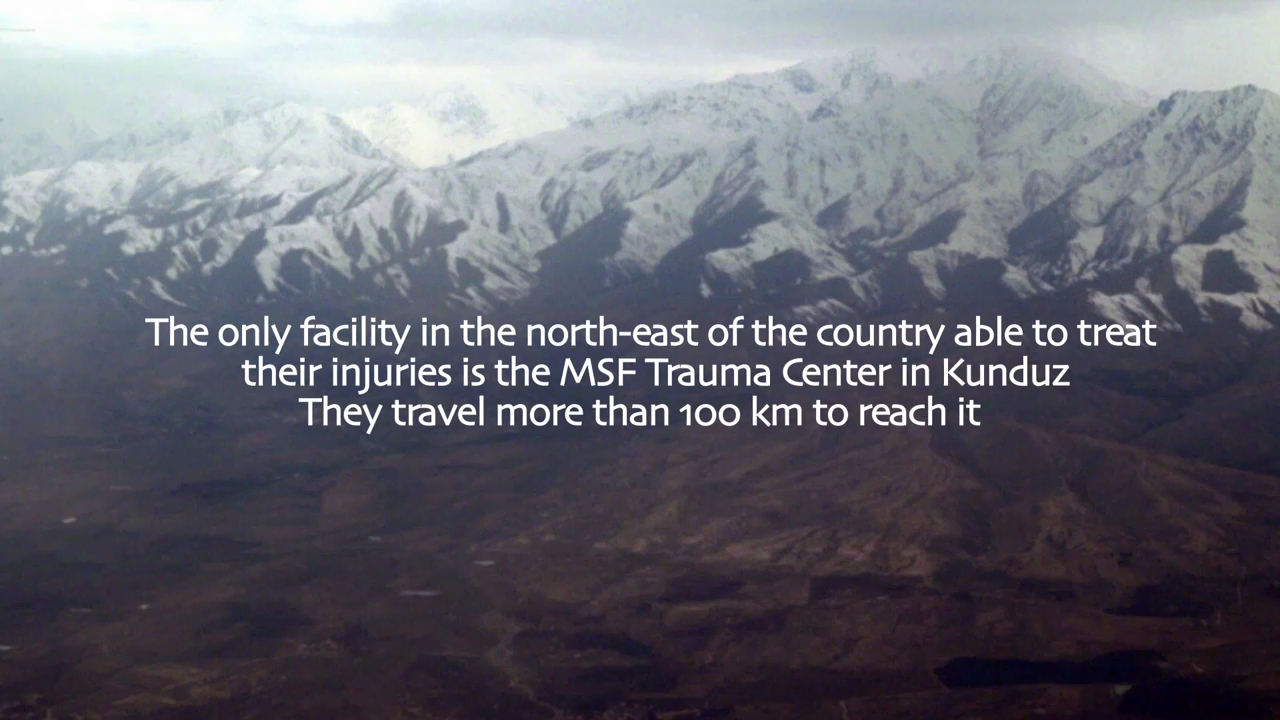 The only facility in the north-east of the country able to treat
their injuries is the MSF Trauma Center in Kunduz
They travel more than 100 km to reach it